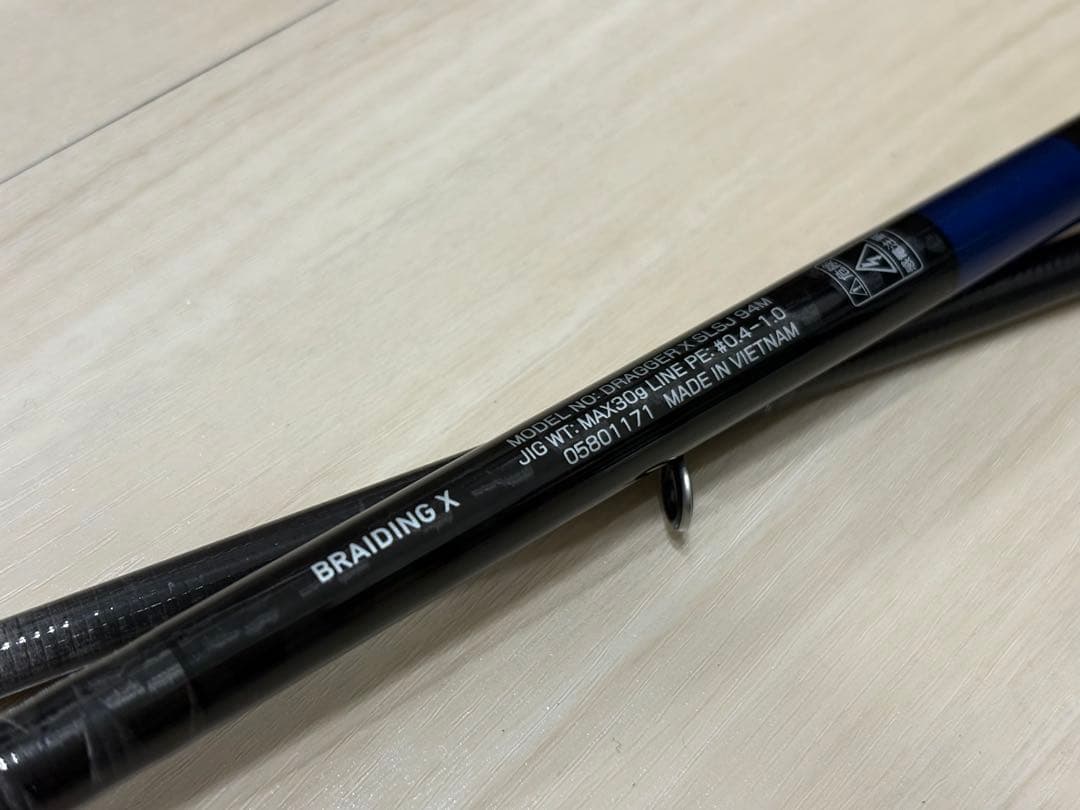 MODEL NO: DRAGGER X SLSJ 94M
JIG WT: MAX30g LINE PE: #0.4-1.0
05801171 MADE IN VIETNAM
BRAIDING X